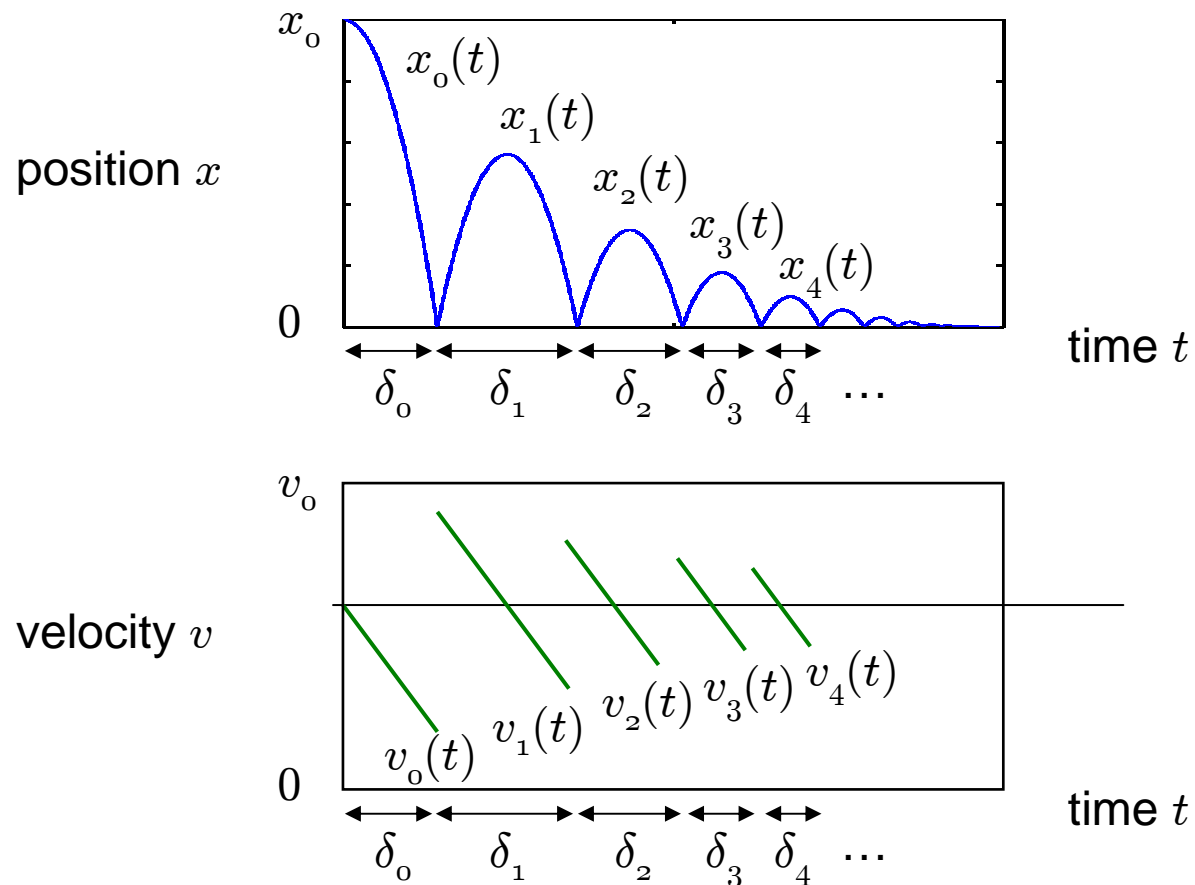 x₀
x₀(t)
x₁(t)
position x
x₂(t)
x₃(t)
x₄(t)
0
time t
δ₀ δ₁ δ₂ δ₃ δ₄ ...
v₀
velocity v
v₀(t) v₁(t) v₂(t) v₃(t) v₄(t)
0
time t
δ₀ δ₁ δ₂ δ₃ δ₄ ...